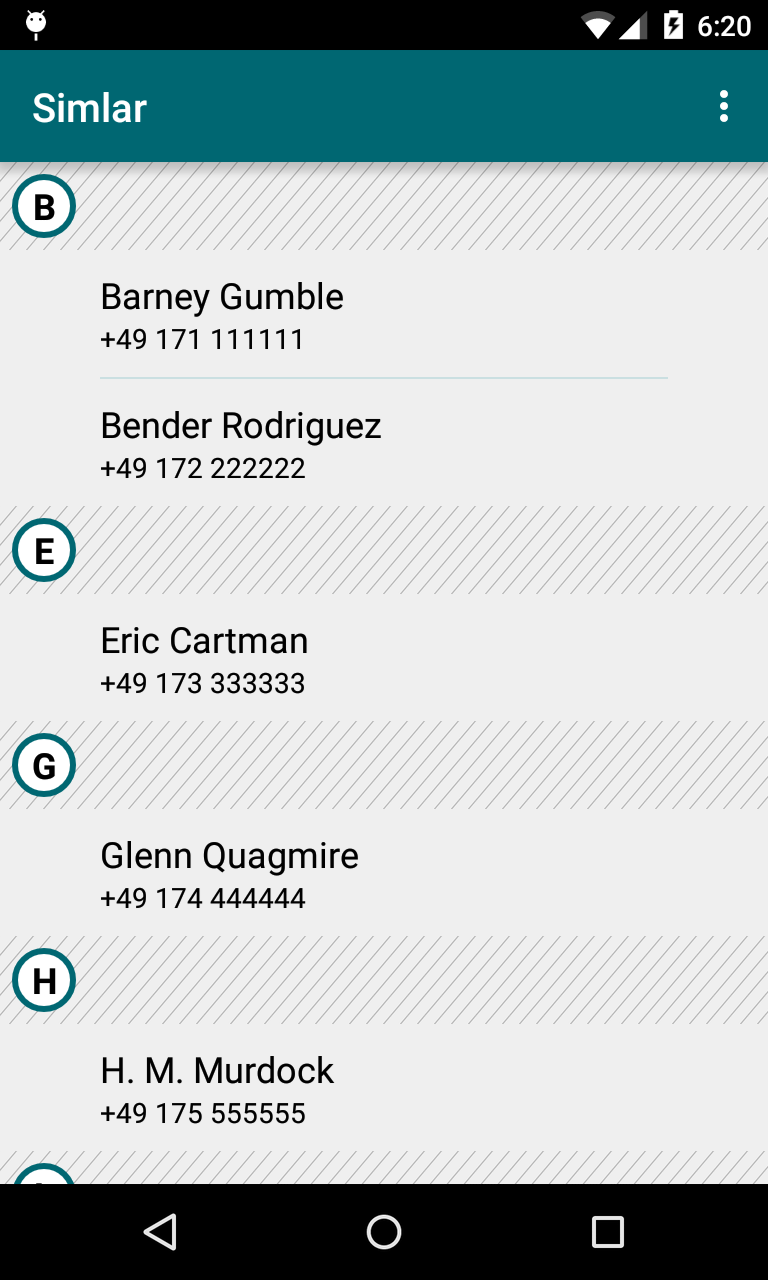 6:20
Simlar
B
Barney Gumble
+49 171 111111
Bender Rodriguez
+49 172 222222
E
Eric Cartman
+49 173 333333
G
Glenn Quagmire
+49 174 444444
H
H. M. Murdock
+49 175 555555